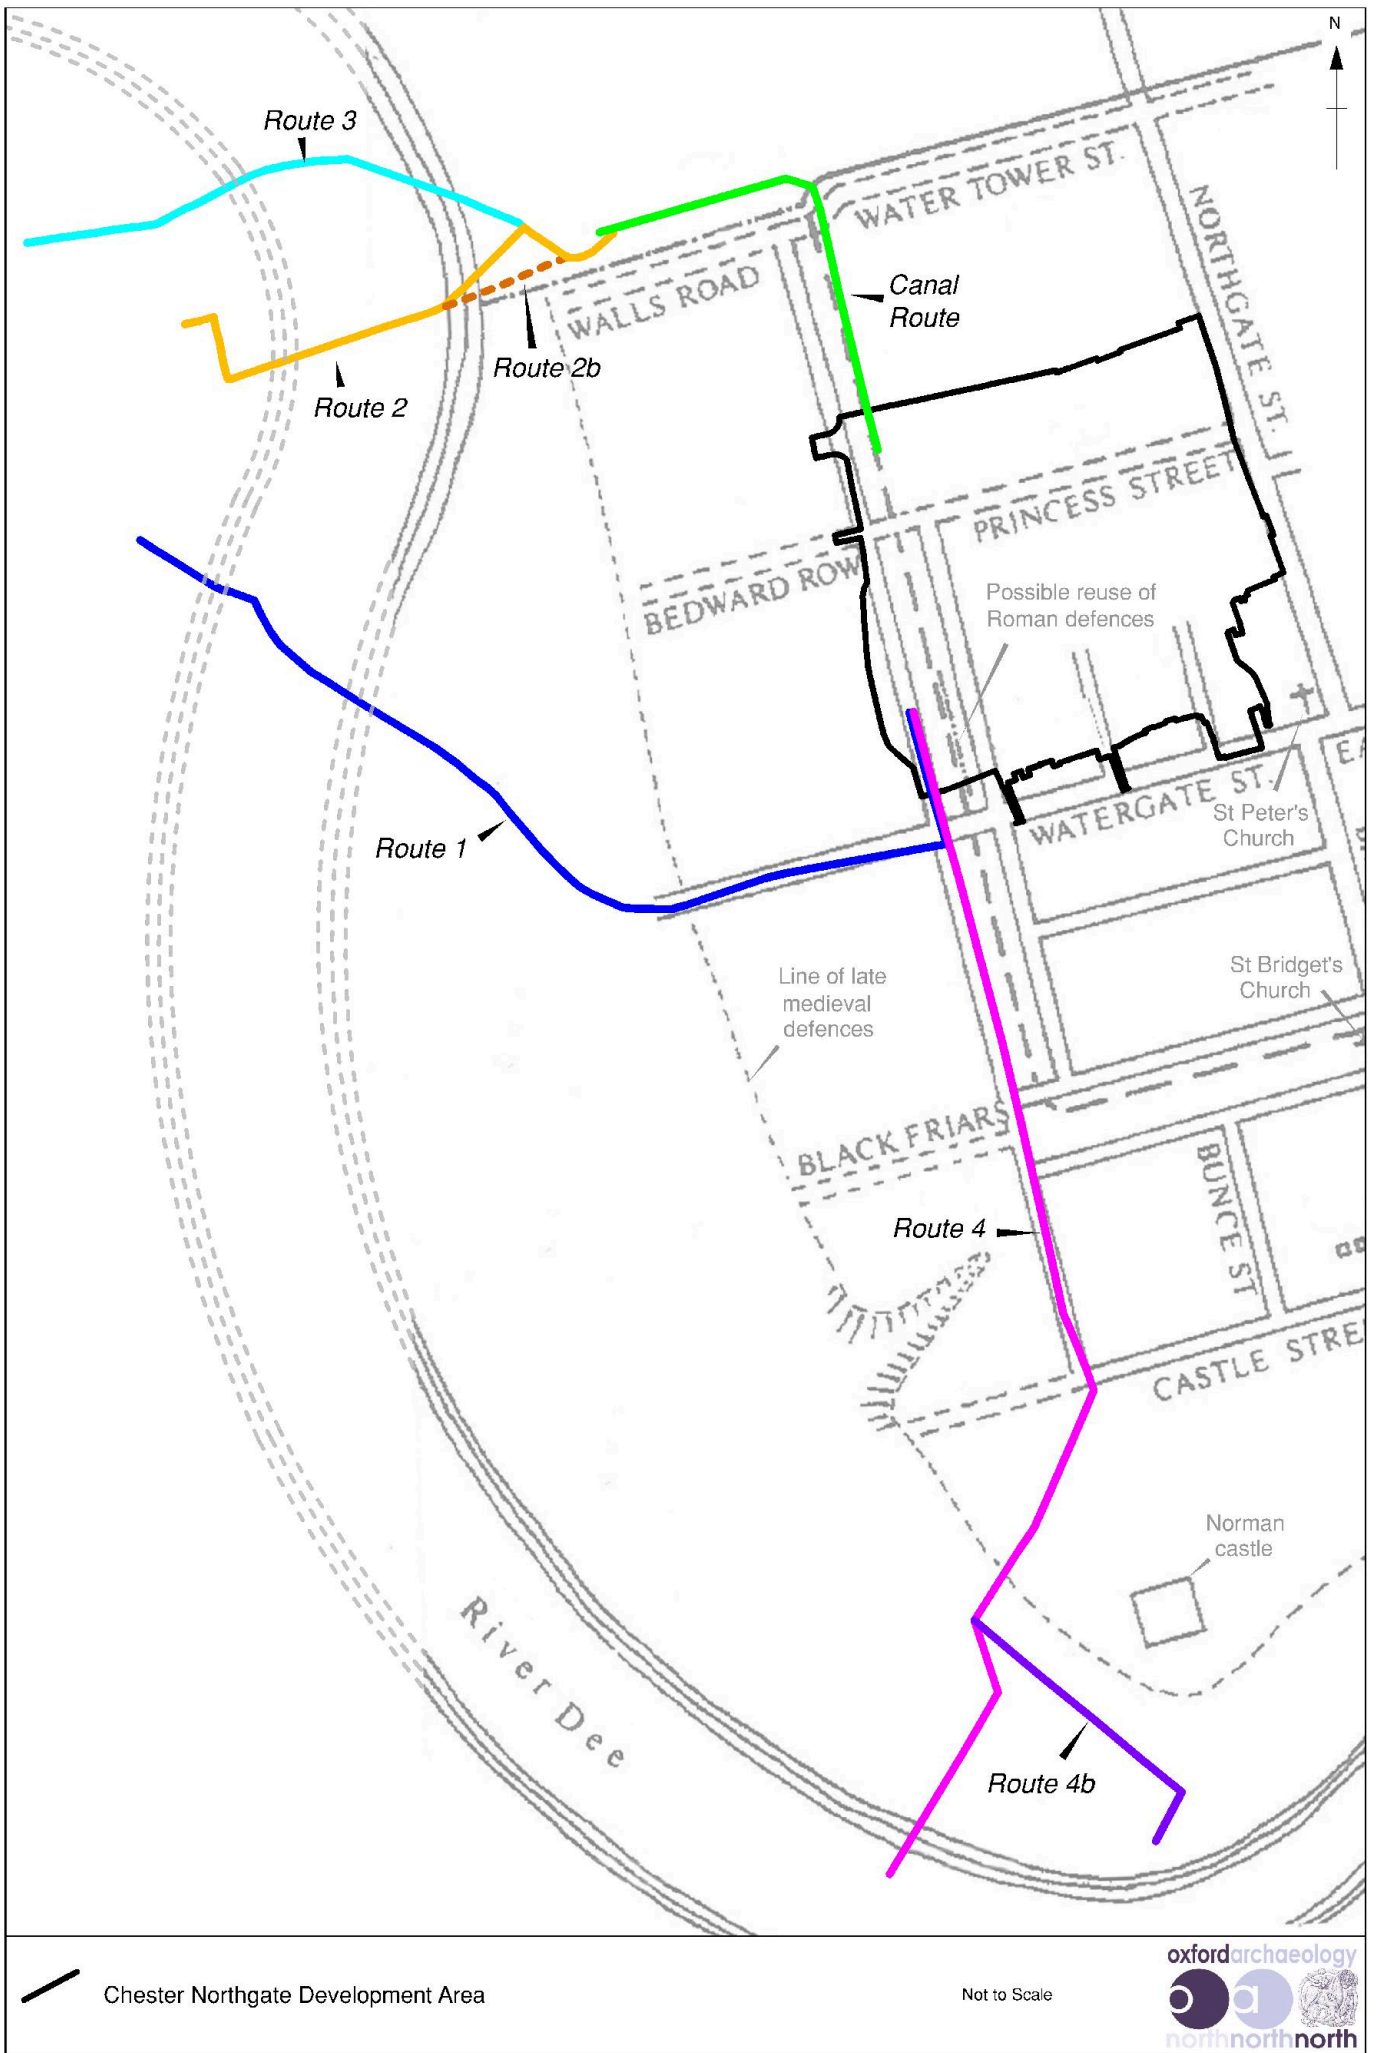 N
Route 3
WATER TOWER ST.
NORTHGATE ST.
Canal
Route
WALLS ROAD
Route 2b
Route 2
PRINCESS STREET
BEDWARD ROW
Possible reuse of
Roman defences
WATERGATE ST.
St Peter's
Church
Route 1
St Bridget's
Church
Line of late
medieval
defences
BLACK FRIARS
BUNCE ST
Route 4
CASTLE STRE
Norman
castle
River Dee
Route 4b
Chester Northgate Development Area
Not to Scale
oxfordarchaeology
o a
northnorthnorth